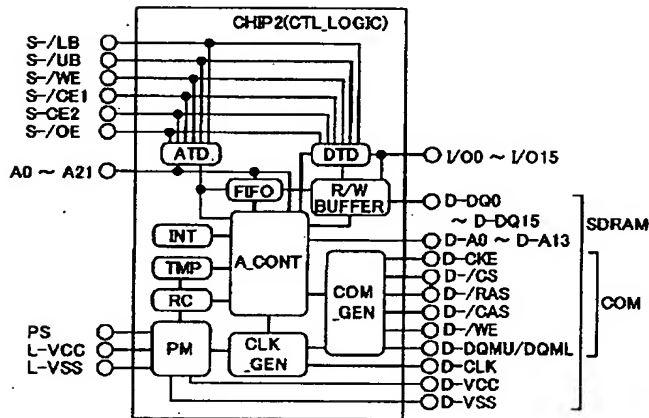 CHIP2(CTL_LOGIC)
S-/LB
S-/UB
S-/WE
S-/CE1
S-CE2
S-/OE
ATD
DTD
I/O0 ~ I/O15
A0 ~ A21
FIFO
R/W
BUFFER
D-DQ0
~ D-DQ15
SDRAM
INT
A_CONT
D-A0 ~ D-A13
TMP
COM
_GEN
D-CKE
D-/CS
RC
D-/RAS
COM
D-/CAS
PS
D-/WE
L-VCC
PM
CLK
_GEN
D-DQMU/DQML
L-VSS
D-CLK
D-VCC
D-VSS